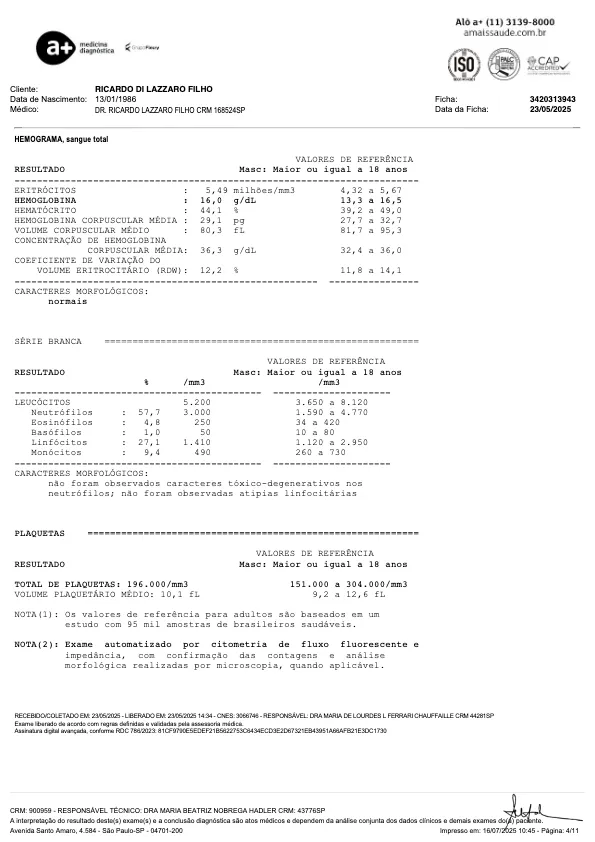 Alô a+ (11) 3139-8000
amaissaude.com.br
a+ medicina diagnóstica GrupoFleury
ISO PALC CAP ACCREDITED
Cliente: RICARDO DI LAZZARO FILHO
Data de Nascimento: 13/01/1986 Ficha: 3420313943
Médico: DR. RICARDO LAZZARO FILHO CRM 168524SP Data da Ficha: 23/05/2025
HEMOGRAMA, sangue total
VALORES DE REFERÊNCIA
RESULTADO Masc: Maior ou igual a 18 anos
ERITRÓCITOS : 5,49 milhões/mm3 4,32 a 5,67
HEMOGLOBINA : 16,0 g/dL 13,3 a 16,5
HEMATÓCRITO : 44,1 % 39,2 a 49,0
HEMOGLOBINA CORPUSCULAR MÉDIA : 29,1 pg 27,7 a 32,7
VOLUME CORPUSCULAR MÉDIO : 80,3 fL 81,7 a 95,3
CONCENTRAÇÃO DE HEMOGLOBINA
CORPUSCULAR MÉDIA: 36,3 g/dL 32,4 a 36,0
COEFICIENTE DE VARIAÇÃO DO
VOLUME ERITROCITÁRIO (RDW): 12,2 % 11,8 a 14,1
CARACTERES MORFOLÓGICOS:
normais
SÉRIE BRANCA
VALORES DE REFERÊNCIA
RESULTADO Masc: Maior ou igual a 18 anos
% /mm3 /mm3
LEUCÓCITOS 5.200 3.650 a 8.120
Neutrófilos : 57,7 3.000 1.590 a 4.770
Eosinófilos : 4,8 250 34 a 420
Basófilos : 1,0 50 10 a 80
Linfócitos : 27,1 1.410 1.120 a 2.950
Monócitos : 9,4 490 260 a 730
CARACTERES MORFOLÓGICOS:
não foram observados caracteres tóxico-degenerativos nos
neutrófilos; não foram observadas atipias linfocitárias
PLAQUETAS
VALORES DE REFERÊNCIA
RESULTADO Masc: Maior ou igual a 18 anos
TOTAL DE PLAQUETAS: 196.000/mm3 151.000 a 304.000/mm3
VOLUME PLAQUETÁRIO MÉDIO: 10,1 fL 9,2 a 12,6 fL
NOTA(1): Os valores de referência para adultos são baseados em um
estudo com 95 mil amostras de brasileiros saudáveis.
NOTA(2): Exame automatizado por citometria de fluxo fluorescente e
impedância, com confirmação das contagens e análise
morfológica realizadas por microscopia, quando aplicável.
RECEBIDO/COLETADO EM: 23/05/2025 - LIBERADO EM: 23/05/2025 14:34 - CNES: 3066746 - RESPONSÁVEL: DRA MARIA DE LOURDES L FERRARI CHAUFFAILLE CRM 44281SP
Exame liberado de acordo com regras definidas e validadas pela assessoria médica.
Assinatura digital avançada, conforme RDC 786/2023: 81CF9790E5EDEF21B5622753C6434ECD3E2D67321EB43951A66AFB21E3DC1730
CRM: 900959 - RESPONSÁVEL TÉCNICO: DRA MARIA BEATRIZ NOBREGA HADLER CRM: 43776SP
A interpretação do resultado deste(s) exame(s) e a conclusão diagnóstica são atos médicos e dependem da análise conjunta dos dados clínicos e demais exames do(a) paciente.
Avenida Santo Amaro, 4.584 - São Paulo-SP - 04701-200 Impresso em: 16/07/2025 10:45 - Página: 4/11